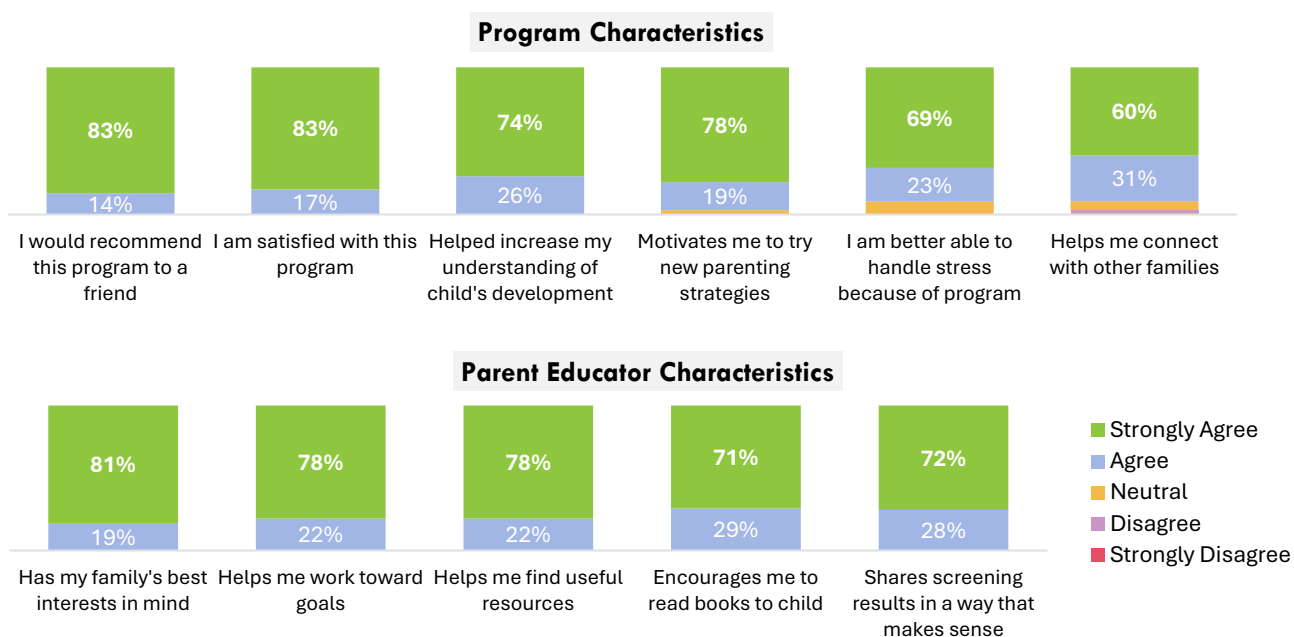 Program Characteristics
83%
83%
74%
78%
69%
60%
14%
17%
26%
19%
23%
31%
I would recommend
this program to a
friend
I am satisfied with this
program
Helped increase my
understanding of
child's development
Motivates me to try
new parenting
strategies
I am better able to
handle stress
because of program
Helps me connect
with other families
Parent Educator Characteristics
81%
78%
78%
71%
72%
19%
22%
22%
29%
28%
Has my family's best
interests in mind
Helps me work toward
goals
Helps me find useful
resources
Encourages me to
read books to child
Shares screening
results in a way that
makes sense
Strongly Agree
Agree
Neutral
Disagree
Strongly Disagree